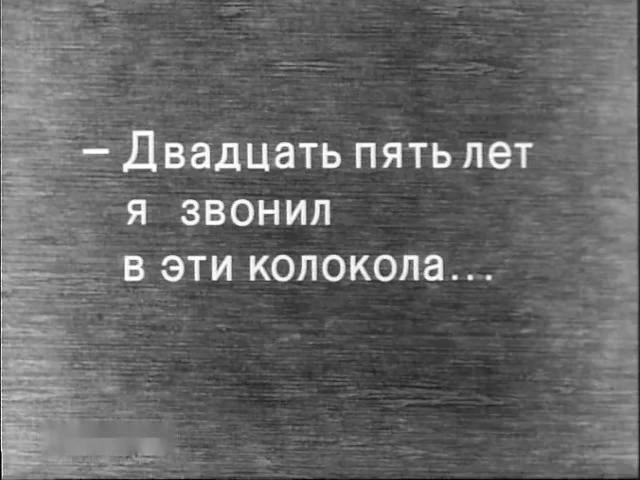 – Двадцать пять лет
я звонил
в эти колокола...